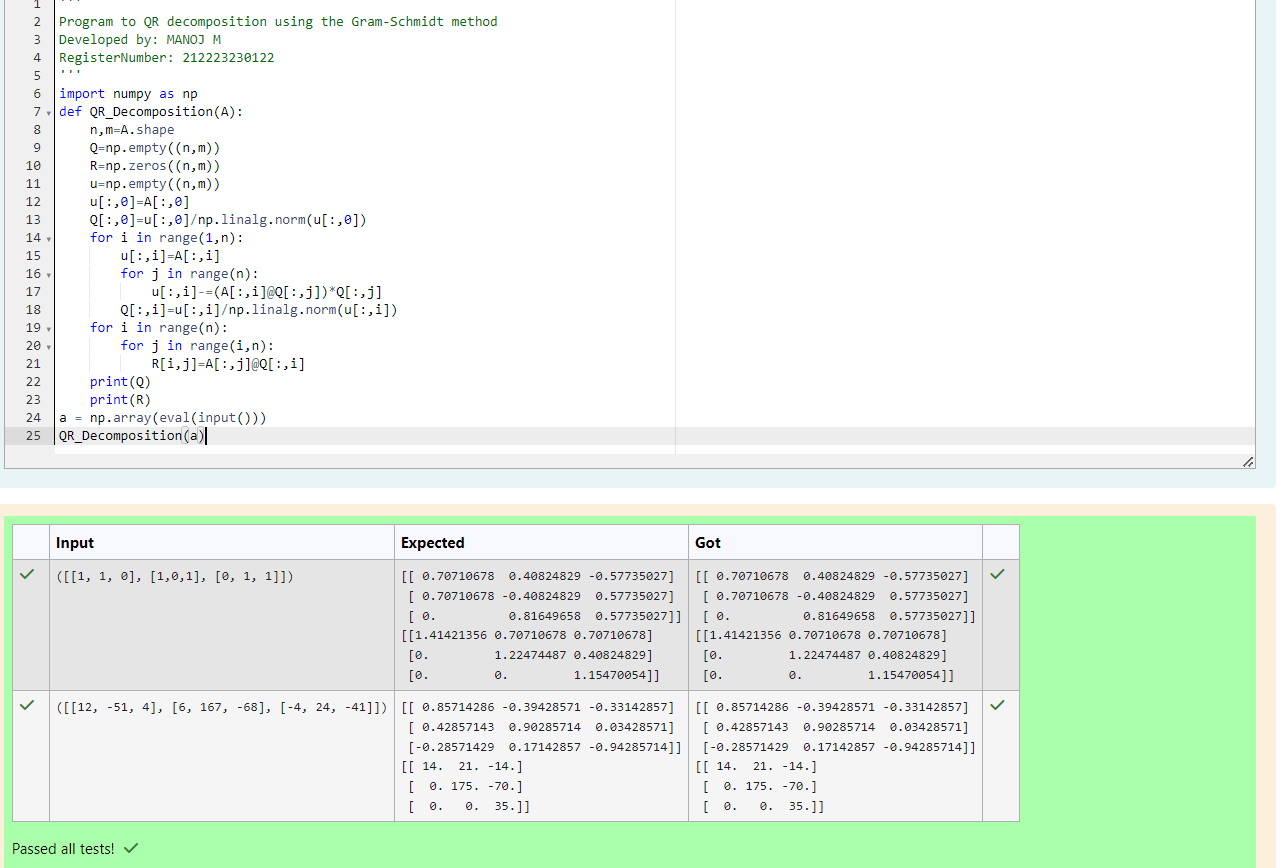 1 '''
2 Program to QR decomposition using the Gram-Schmidt method
3 Developed by: MANOJ M
4 RegisterNumber: 212223230122
5 '''
6 import numpy as np
7 def QR_Decomposition(A):
8     n,m=A.shape
9     Q=np.empty((n,m))
10     R=np.zeros((n,m))
11     u=np.empty((n,m))
12     u[:,0]=A[:,0]
13     Q[:,0]=u[:,0]/np.linalg.norm(u[:,0])
14     for i in range(1,n):
15         u[:,i]=A[:,i]
16         for j in range(n):
17             u[:,i]-=(A[:,i]@Q[:,j])*Q[:,j]
18         Q[:,i]=u[:,i]/np.linalg.norm(u[:,i])
19     for i in range(n):
20         for j in range(i,n):
21             R[i,j]=A[:,j]@Q[:,i]
22     print(Q)
23     print(R)
24 a = np.array(eval(input()))
25 QR_Decomposition(a)
Input Expected Got
([[1, 1, 0], [1,0,1], [0, 1, 1]]) [[ 0.70710678  0.40824829 -0.57735027] [[ 0.70710678  0.40824829 -0.57735027]
[ 0.70710678 -0.40824829  0.57735027] [ 0.70710678 -0.40824829  0.57735027]
[ 0.          0.81649658  0.57735027]] [ 0.          0.81649658  0.57735027]]
[[1.41421356 0.70710678 0.70710678] [[1.41421356 0.70710678 0.70710678]
[0.         1.22474487 0.40824829] [0.         1.22474487 0.40824829]
[0.         0.         1.15470054]] [0.         0.         1.15470054]]
([[12, -51, 4], [6, 167, -68], [-4, 24, -41]]) [[ 0.85714286 -0.39428571 -0.33142857] [[ 0.85714286 -0.39428571 -0.33142857]
[ 0.42857143  0.90285714  0.03428571] [ 0.42857143  0.90285714  0.03428571]
[-0.28571429  0.17142857 -0.94285714]] [-0.28571429  0.17142857 -0.94285714]]
[[ 14.  21. -14.] [[ 14.  21. -14.]
[  0. 175. -70.] [  0. 175. -70.]
[  0.   0.  35.]] [  0.   0.  35.]]
Passed all tests!